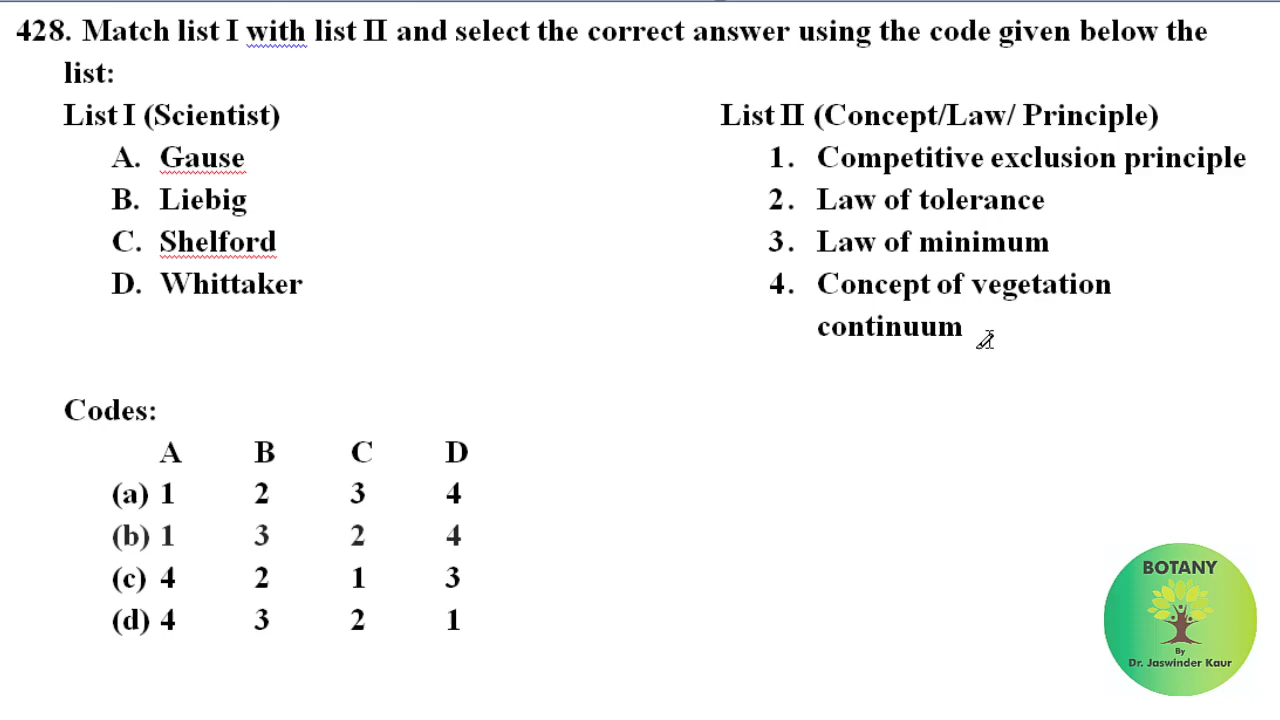 428. Match list I with list II and select the correct answer using the code given below the
list:
List I (Scientist) List II (Concept/Law/ Principle)
A. Gause 1. Competitive exclusion principle
B. Liebig 2. Law of tolerance
C. Shelford 3. Law of minimum
D. Whittaker 4. Concept of vegetation
continuum
Codes:
A B C D
(a) 1 2 3 4
(b) 1 3 2 4
(c) 4 2 1 3
(d) 4 3 2 1
BOTANY
By
Dr. Jaswinder Kaur